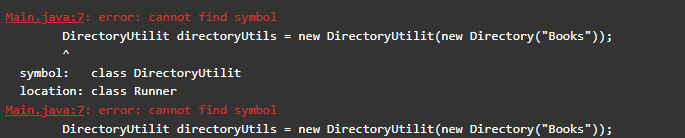 Main.java:7: error: cannot find symbol
DirectoryUtilit directoryUtils = new DirectoryUtilit(new Directory("Books"));
^
symbol: class DirectoryUtilit
location: class Runner
Main.java:7: error: cannot find symbol
DirectoryUtilit directoryUtils = new DirectoryUtilit(new Directory("Books"));